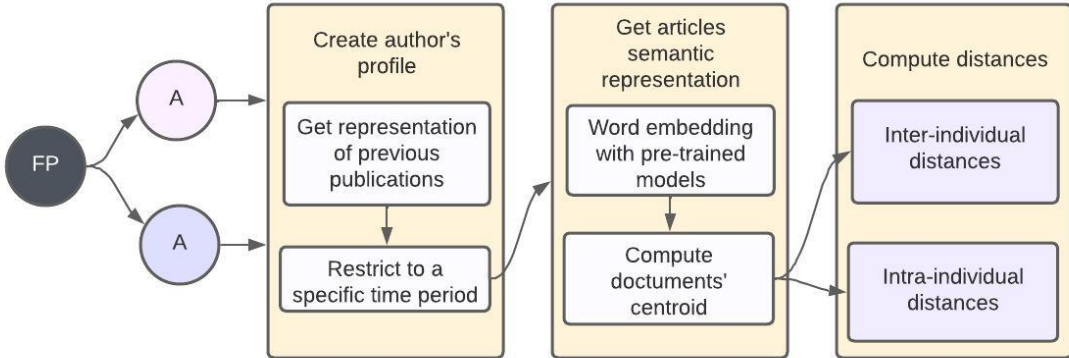 FP
A
A
Create author's
profile
Get representation
of previous
publications
Restrict to a
specific time period
Get articles
semantic
representation
Word embedding
with pre-trained
models
Compute
doctuments'
centroid
Compute distances
Inter-individual
distances
Intra-individual
distances